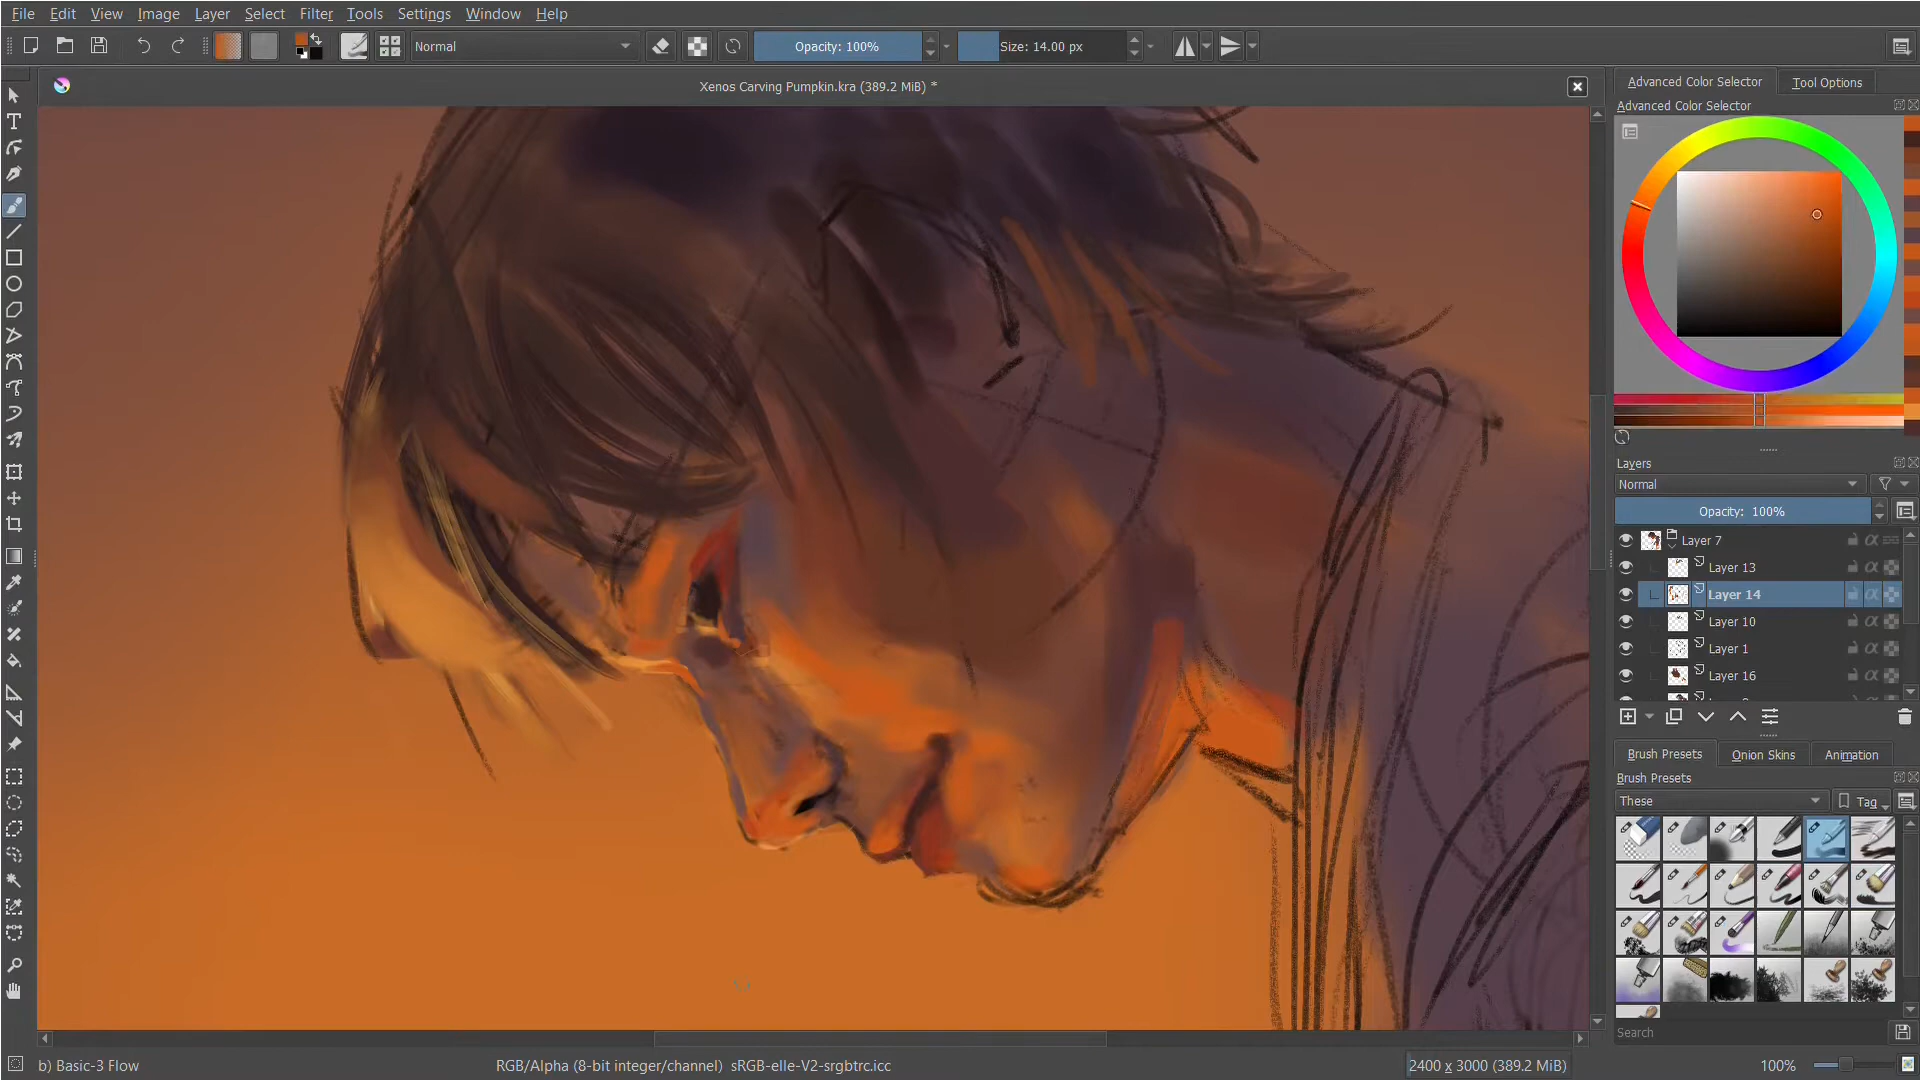 File Edit View Image Layer Select Filter Tools Settings Window Help
Normal Opacity: 100% Size: 14.00 px
Xenos Carving Pumpkin.kra (389.2 MiB) *
Advanced Color Selector Tool Options
Advanced Color Selector
Layers
Normal
Opacity: 100%
Layer 7
Layer 13
Layer 14
Layer 10
Layer 1
Layer 16
Brush Presets Onion Skins Animation
Brush Presets
These Tag
Search
b) Basic-3 Flow RGB/Alpha (8-bit integer/channel) sRGB-elle-V2-srgbtrc.icc 2400 x 3000 (389.2 MiB) 100%